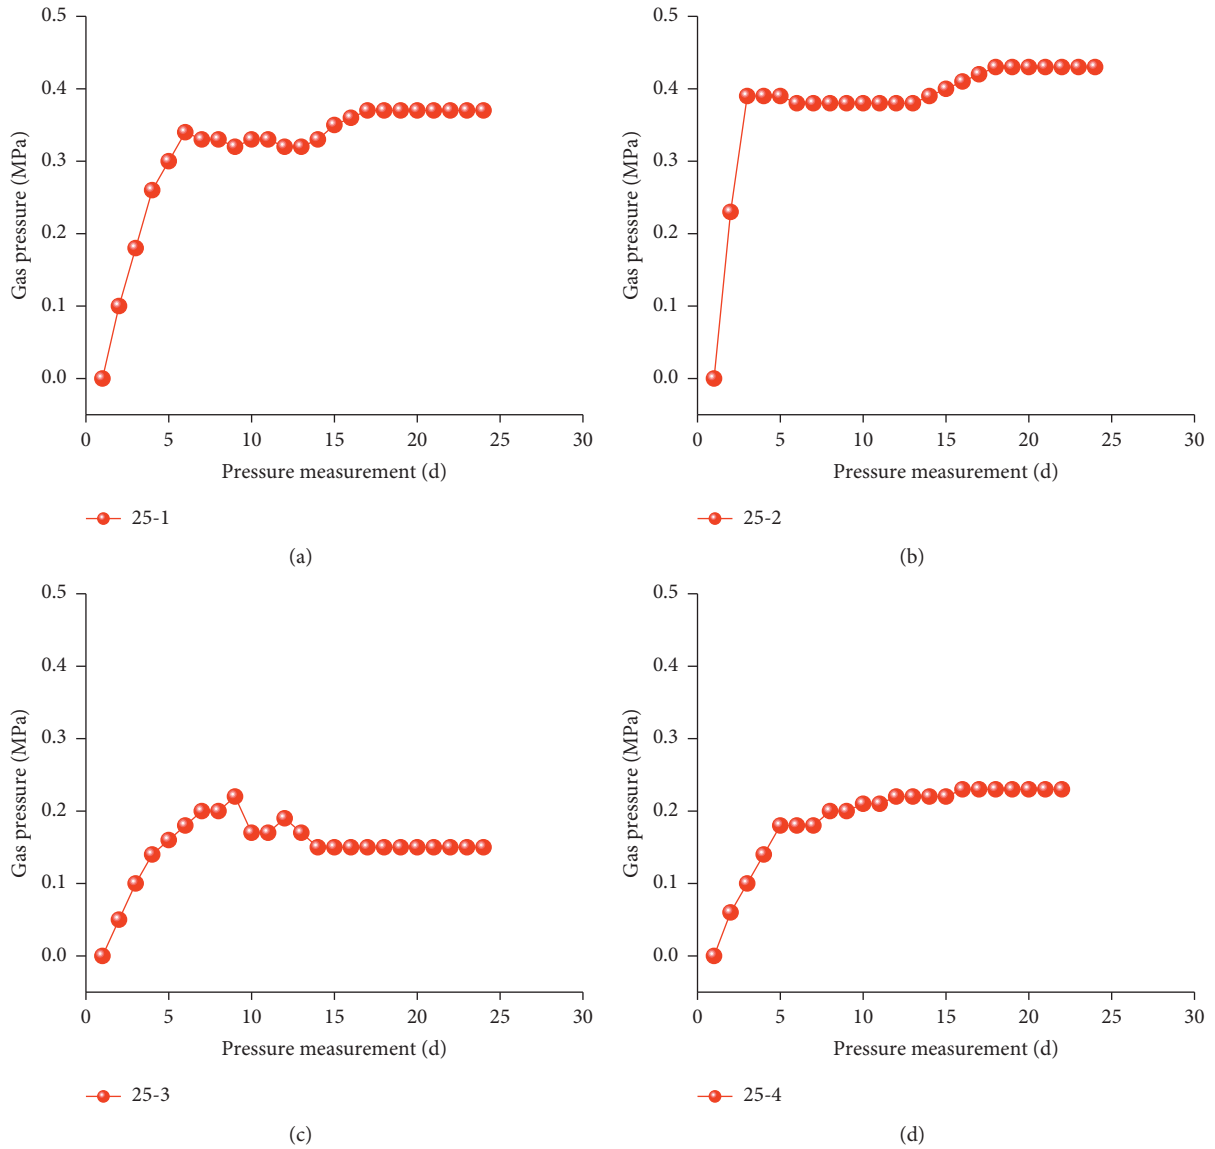 0.5
0.4
0.3
0.2
0.1
0.0
Gas pressure (MPa)
0 5 10 15 20 25 30
Pressure measurement (d)
25-1
(a)
0.5
0.4
0.3
0.2
0.1
0.0
Gas pressure (MPa)
0 5 10 15 20 25 30
Pressure measurement (d)
25-2
(b)
0.5
0.4
0.3
0.2
0.1
0.0
Gas pressure (MPa)
0 5 10 15 20 25 30
Pressure measurement (d)
25-3
(c)
0.5
0.4
0.3
0.2
0.1
0.0
Gas pressure (MPa)
0 5 10 15 20 25 30
Pressure measurement (d)
25-4
(d)